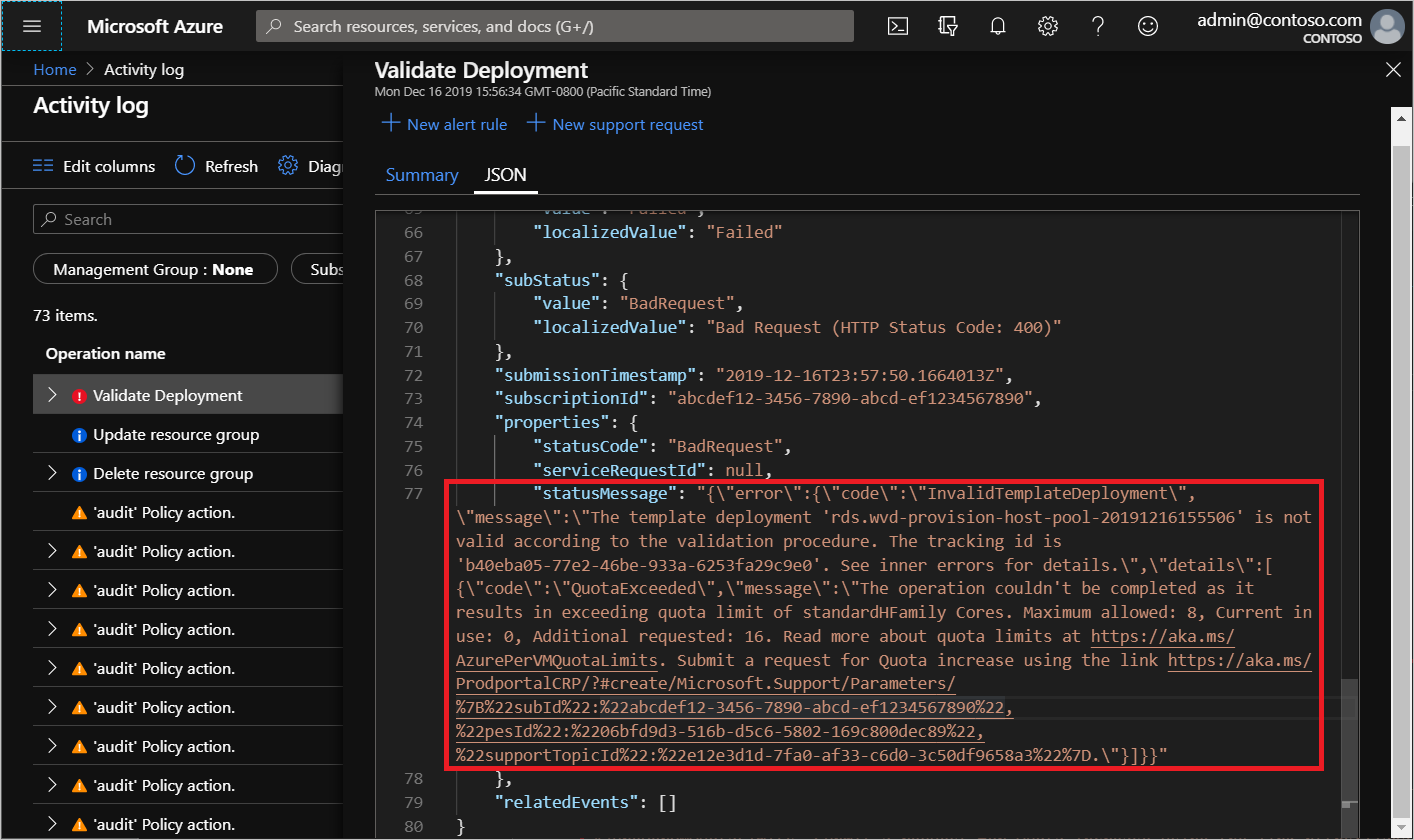 Microsoft Azure
Search resources, services, and docs (G+/)
admin@contoso.com
CONTOSO
Home > Activity log
Activity log
Edit columns
Refresh
Diag
Search
Management Group : None
Subs
73 items.
Operation name
Validate Deployment
Update resource group
Delete resource group
'audit' Policy action.
'audit' Policy action.
'audit' Policy action.
'audit' Policy action.
'audit' Policy action.
'audit' Policy action.
'audit' Policy action.
'audit' Policy action.
'audit' Policy action.
Validate Deployment
Mon Dec 16 2019 15:56:34 GMT-0800 (Pacific Standard Time)
New alert rule
New support request
Summary
JSON
65 "value": "Failed",
66 "localizedValue": "Failed"
67 },
68 "subStatus": {
69 "value": "BadRequest",
70 "localizedValue": "Bad Request (HTTP Status Code: 400)"
71 },
72 "submissionTimestamp": "2019-12-16T23:57:50.1664013Z",
73 "subscriptionId": "abcdef12-3456-7890-abcd-ef1234567890",
74 "properties": {
75 "statusCode": "BadRequest",
76 "serviceRequestId": null,
77 "statusMessage": "{\"error\":{\"code\":\"InvalidTemplateDeployment\",
\"message\":\"The template deployment 'rds.wvd-provision-host-pool-20191216155506' is not
valid according to the validation procedure. The tracking id is
'b40eba05-77e2-46be-933a-6253fa29c9e0'. See inner errors for details.\",\"details\":[
{\"code\":\"QuotaExceeded\",\"message\":\"The operation couldn't be completed as it
results in exceeding quota limit of standardHFamily Cores. Maximum allowed: 8, Current in
use: 0, Additional requested: 16. Read more about quota limits at https://aka.ms/
AzurePerVMQuotaLimits. Submit a request for Quota increase using the link https://aka.ms/
ProdportalCRP/?#create/Microsoft.Support/Parameters/
%7B%22subId%22:%22abcdef12-3456-7890-abcd-ef1234567890%22,
%22pesId%22:%2206bfd9d3-516b-d5c6-5802-169c800dec89%22,
%22supportTopicId%22:%22e12e3d1d-7fa0-af33-c6d0-3c50df9658a3%22%7D.\"}]}}"
78 },
79 "relatedEvents": []
80 }